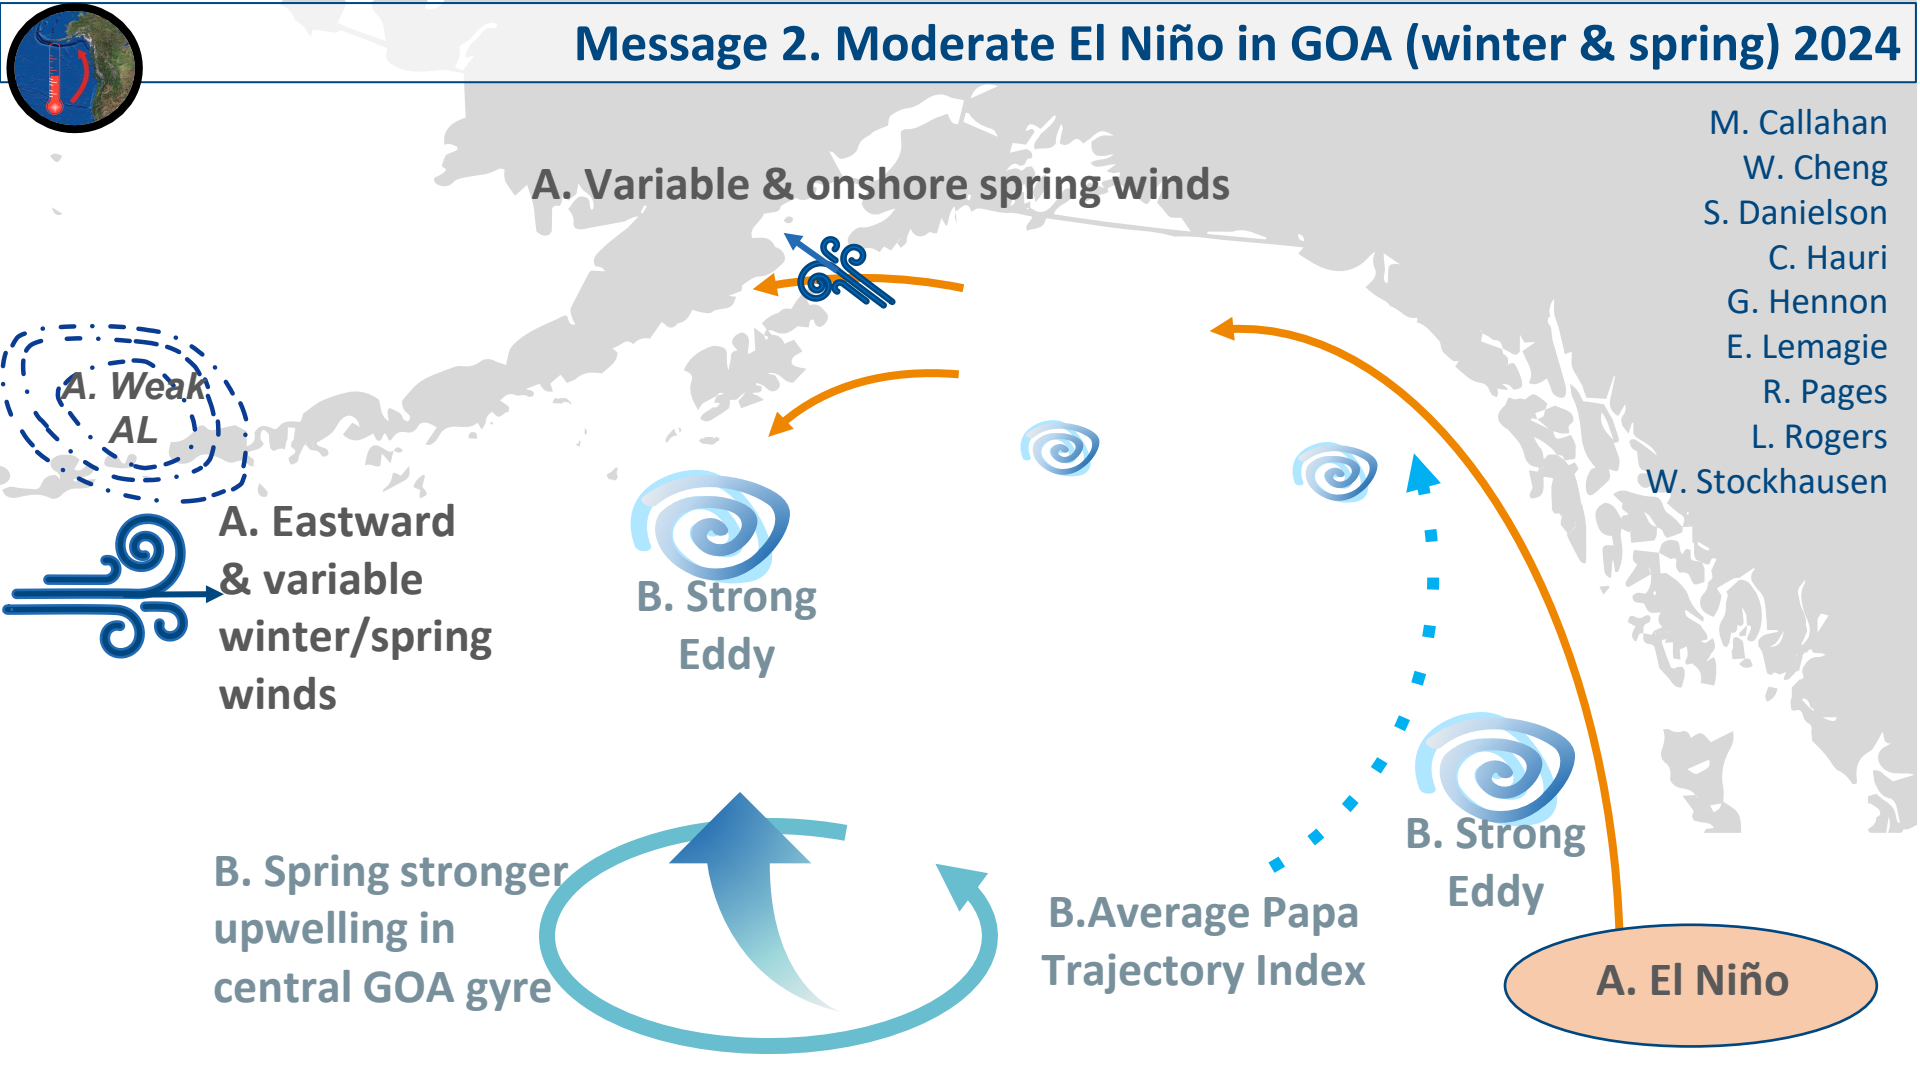 Message 2. Moderate El Niño in GOA (winter & spring) 2024
M. Callahan
W. Cheng
S. Danielson
C. Hauri
G. Hennon
E. Lemagie
R. Pages
L. Rogers
W. Stockhausen
A. Variable & onshore spring winds
A. Weak
AL
A. Eastward
& variable
winter/spring
winds
B. Strong
Eddy
B. Strong
Eddy
B. Spring stronger
upwelling in
central GOA gyre
B.Average Papa
Trajectory Index
A. El Niño